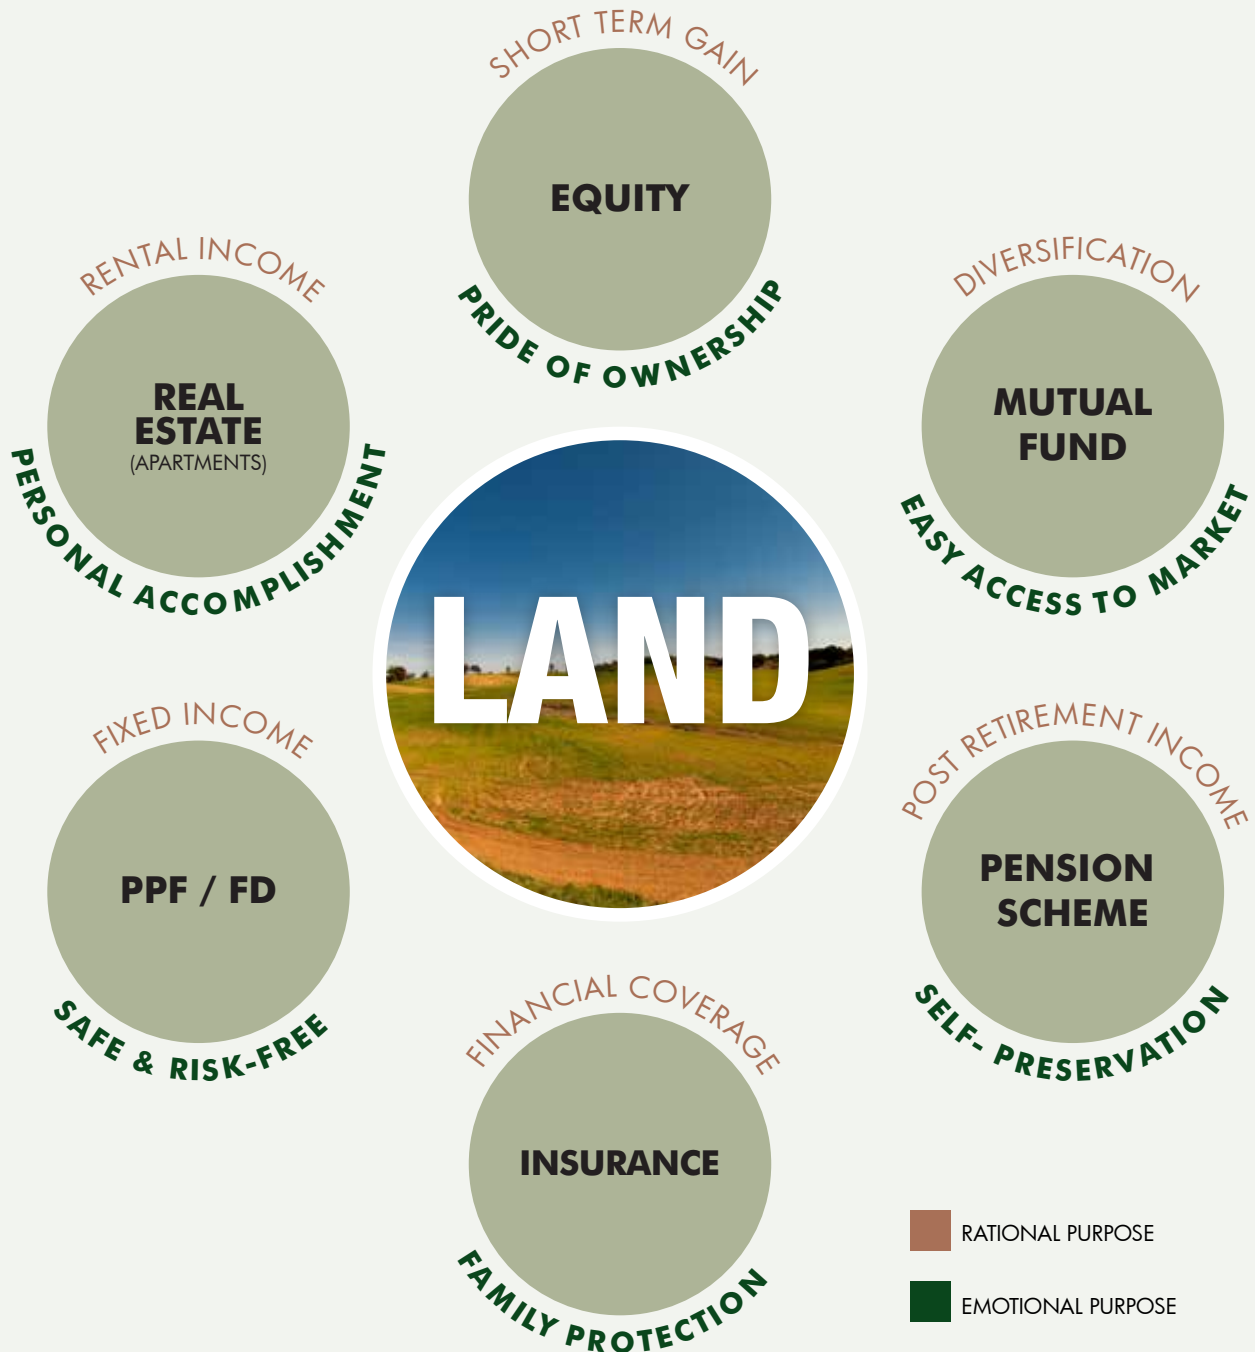 SHORT TERM GAIN
EQUITY
PRIDE OF OWNERSHIP
RENTAL INCOME
REAL
ESTATE
(APARTMENTS)
PERSONAL ACCOMPLISHMENT
DIVERSIFICATION
MUTUAL
FUND
EASY ACCESS TO MARKET
LAND
FIXED INCOME
PPF / FD
SAFE & RISK-FREE
POST RETIREMENT INCOME
PENSION
SCHEME
SELF- PRESERVATION
FINANCIAL COVERAGE
INSURANCE
FAMILY PROTECTION
RATIONAL PURPOSE
EMOTIONAL PURPOSE